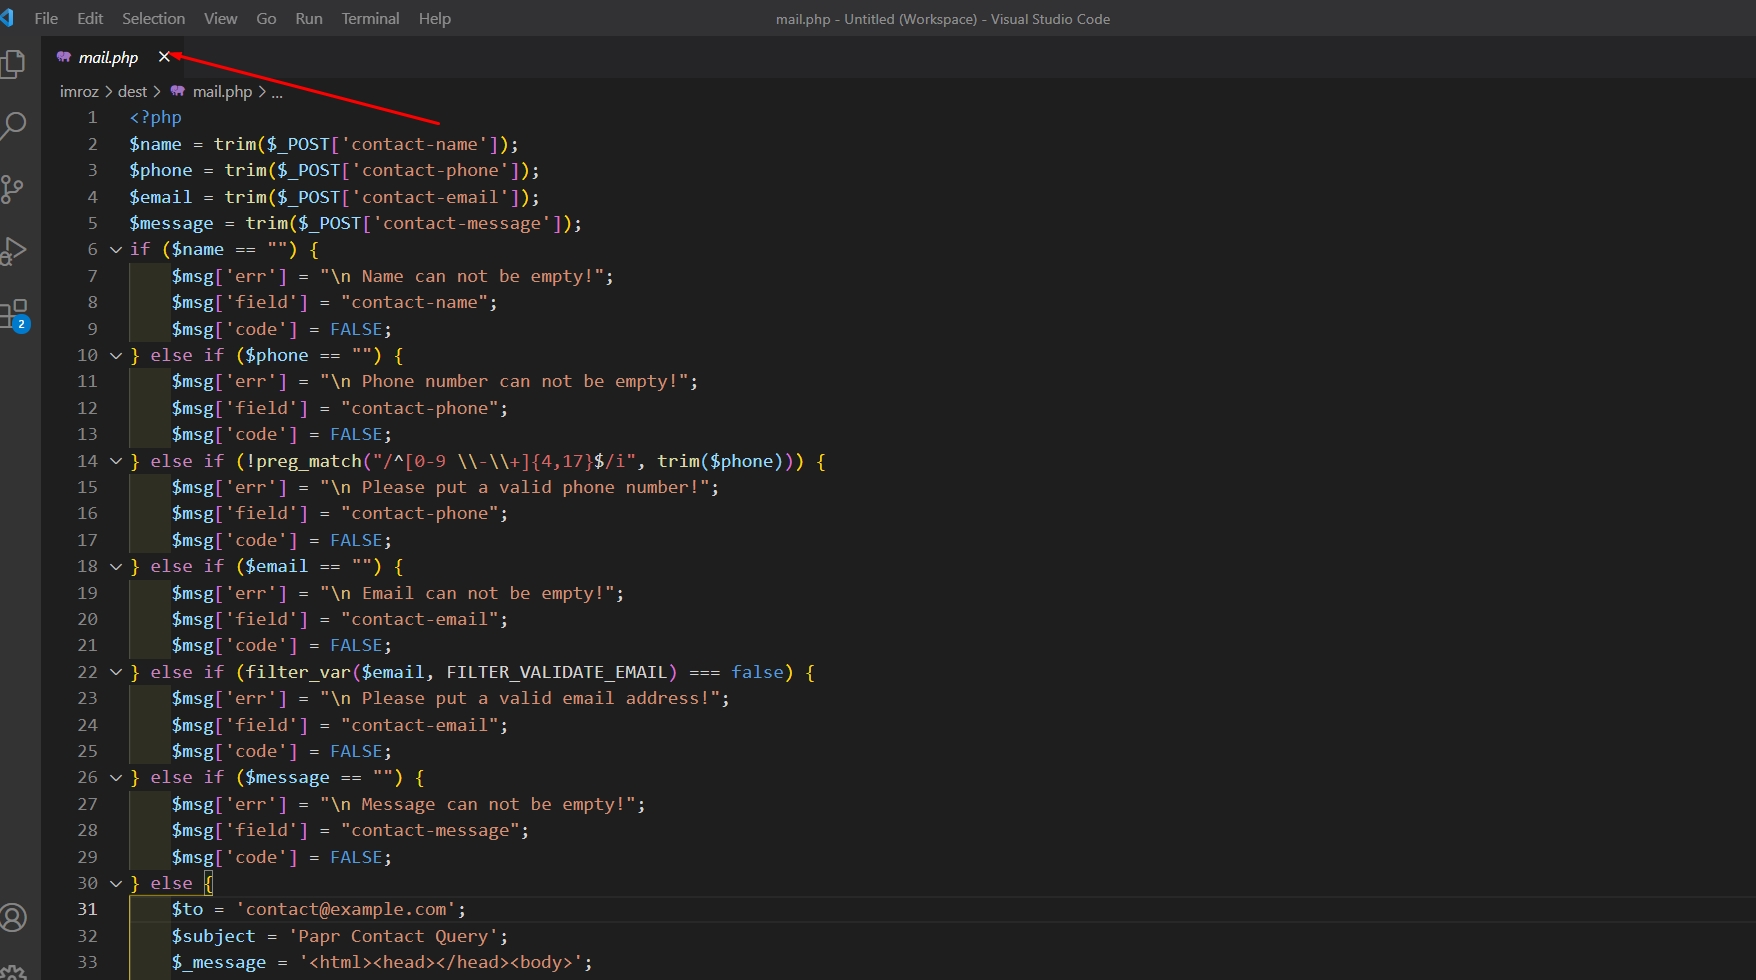 File Edit Selection View Go Run Terminal Help mail.php - Untitled (Workspace) - Visual Studio Code
mail.php
imroz > dest > mail.php > ...
1 <?php
2 $name = trim($_POST['contact-name']);
3 $phone = trim($_POST['contact-phone']);
4 $email = trim($_POST['contact-email']);
5 $message = trim($_POST['contact-message']);
6 if ($name == "") {
7 $msg['err'] = "\n Name can not be empty!";
8 $msg['field'] = "contact-name";
9 $msg['code'] = FALSE;
10 } else if ($phone == "") {
11 $msg['err'] = "\n Phone number can not be empty!";
12 $msg['field'] = "contact-phone";
13 $msg['code'] = FALSE;
14 } else if (!preg_match("/^[0-9 \\-\\+]{4,17}$/i", trim($phone))) {
15 $msg['err'] = "\n Please put a valid phone number!";
16 $msg['field'] = "contact-phone";
17 $msg['code'] = FALSE;
18 } else if ($email == "") {
19 $msg['err'] = "\n Email can not be empty!";
20 $msg['field'] = "contact-email";
21 $msg['code'] = FALSE;
22 } else if (filter_var($email, FILTER_VALIDATE_EMAIL) === false) {
23 $msg['err'] = "\n Please put a valid email address!";
24 $msg['field'] = "contact-email";
25 $msg['code'] = FALSE;
26 } else if ($message == "") {
27 $msg['err'] = "\n Message can not be empty!";
28 $msg['field'] = "contact-message";
29 $msg['code'] = FALSE;
30 } else {
31 $to = 'contact@example.com';
32 $subject = 'Papr Contact Query';
33 $_message = '<html><head></head><body>';
2